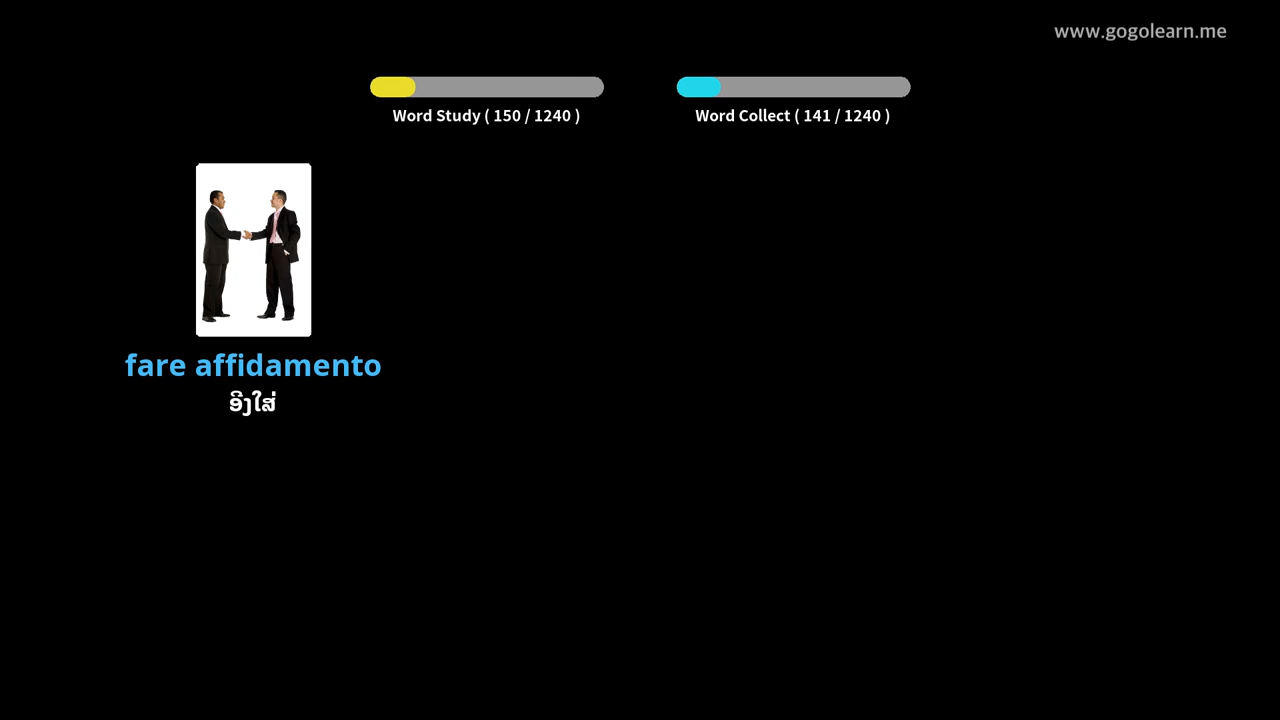 www.gogolearn.me
Word Study ( 150 / 1240 )
Word Collect ( 141 / 1240 )
fare affidamento
ອີງໃສ່